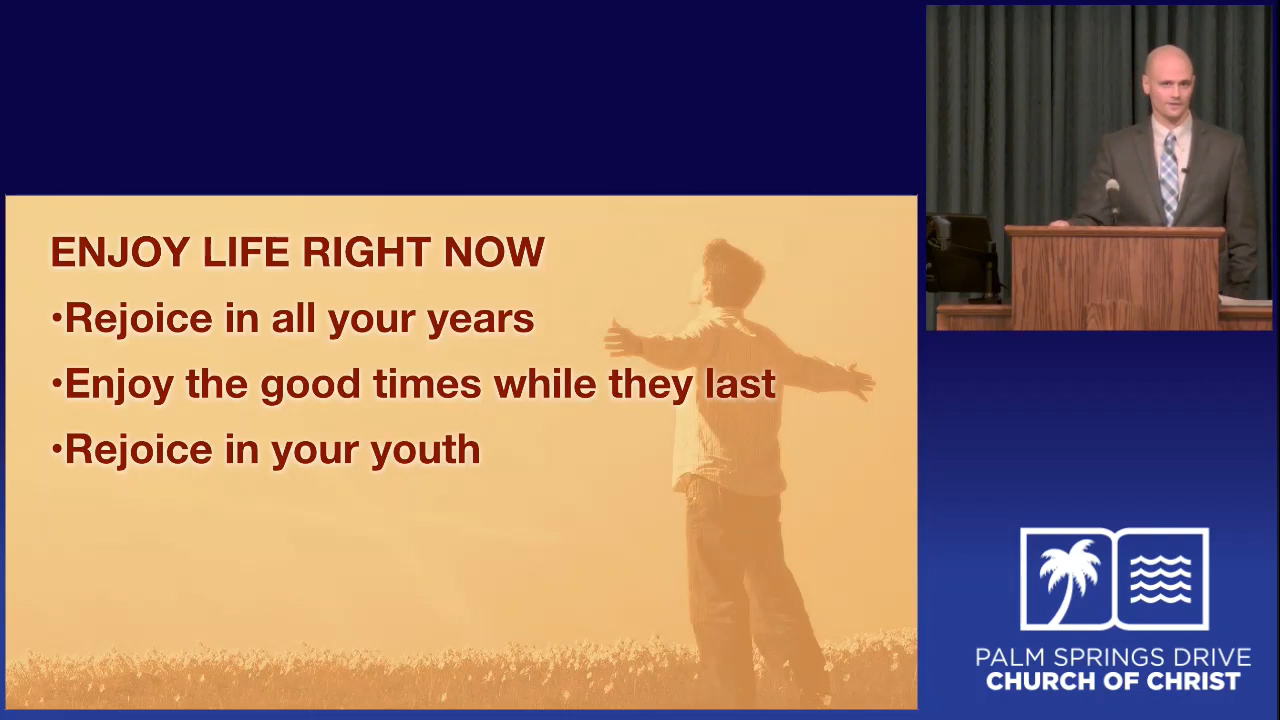 ENJOY LIFE RIGHT NOW
•Rejoice in all your years
•Enjoy the good times while they last
•Rejoice in your youth
PALM SPRINGS DRIVE
CHURCH OF CHRIST